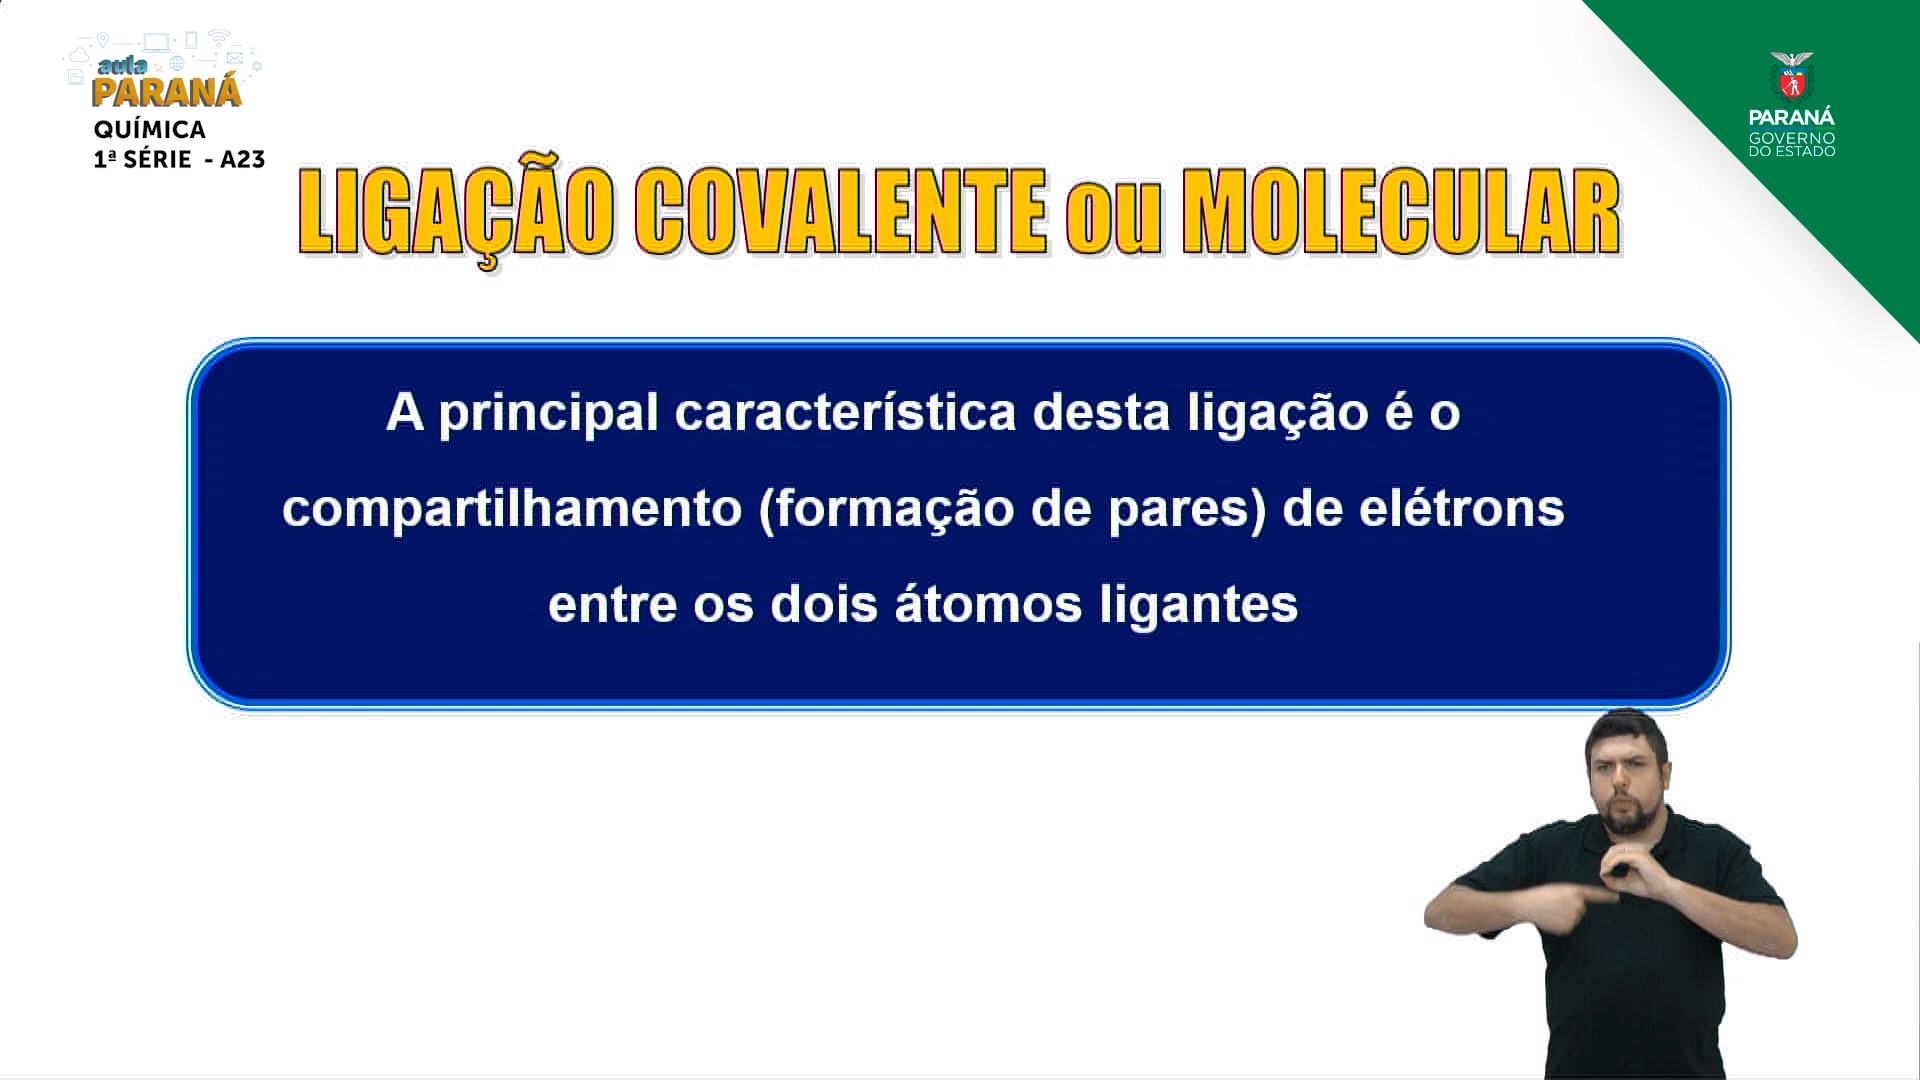 aula
PARANÁ
QUÍMICA
1ª SÉRIE - A23
PARANÁ
GOVERNO
DO ESTADO
LIGAÇÃO COVALENTE ou MOLECULAR
A principal característica desta ligação é o
compartilhamento (formação de pares) de elétrons
entre os dois átomos ligantes